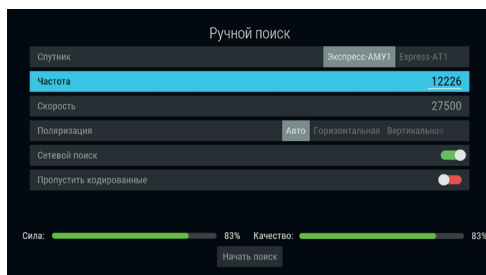 Ручной поиск
Спутник Экспресс-АМУ1 Express-AT1
Частота 12226
Скорость 27500
Поляризация Авто Горизонтальная Вертикальная
Сетевой поиск
Пропустить кодированные
Сила: 83% Качество: 83%
Начать поиск